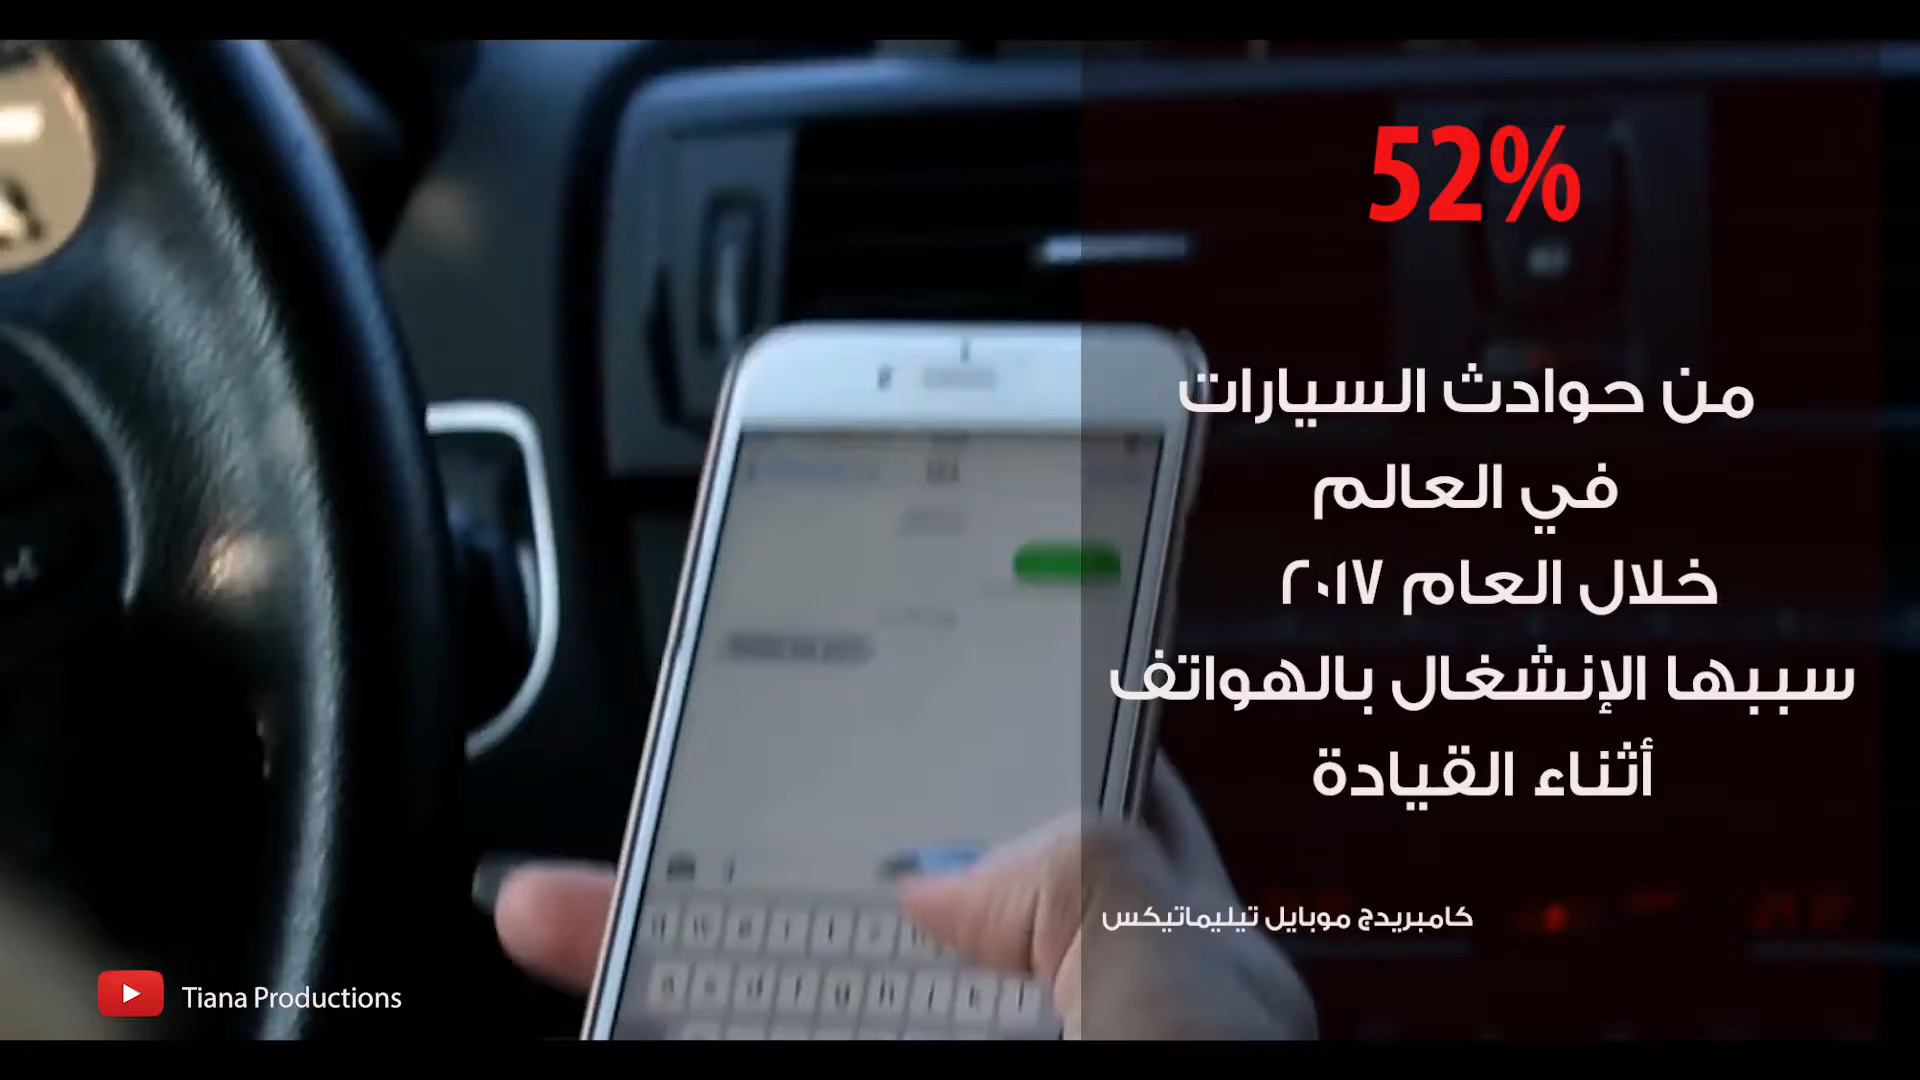 52%
من حوادث السيارات
في العالم
خلال العام ٢٠١٧
سببها الإنشغال بالهواتف
أثناء القيادة
كامبريدج موبايل تيليماتيكس
Tiana Productions